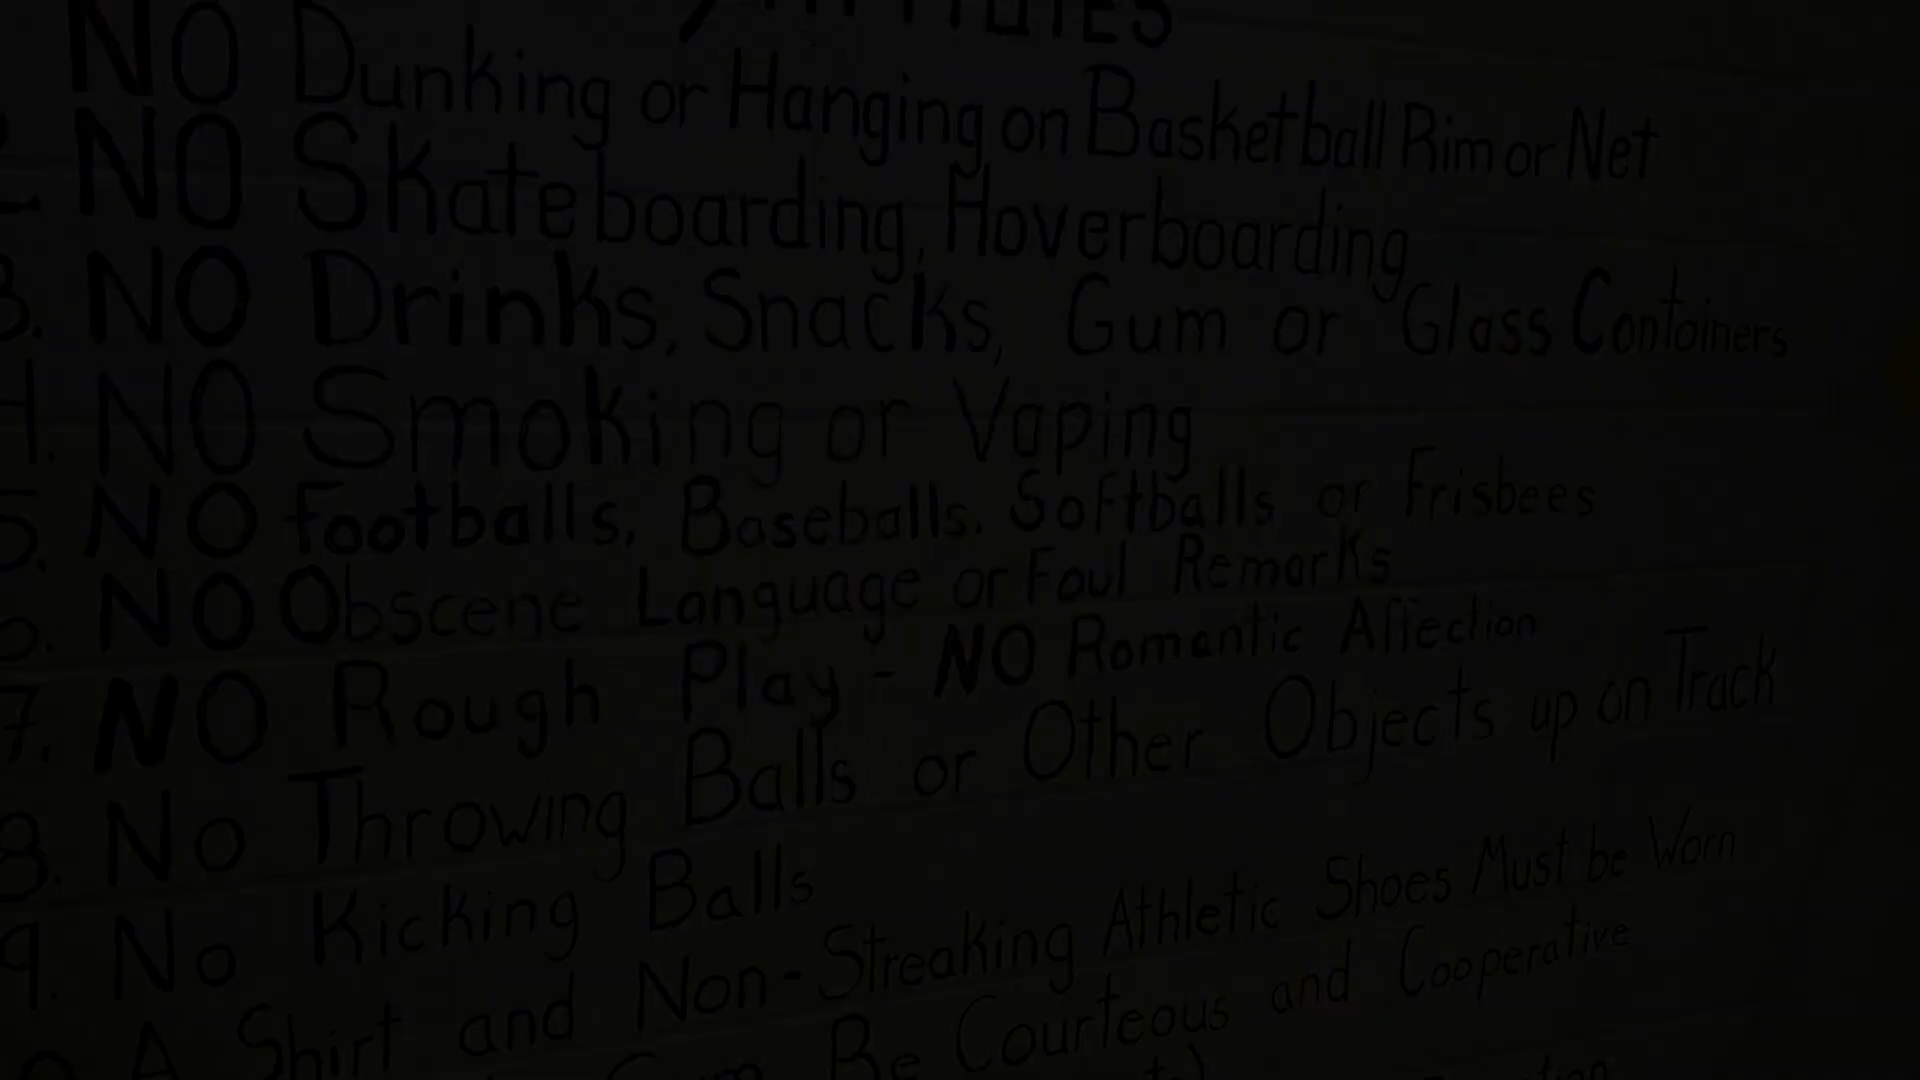 NO Dunking or Hanging on Basketball Rim or Net
2 NO Skateboarding, Hoverboarding
3. NO Drinks, Snacks, Gum or Glass Containers
4. NO Smoking or Vaping
5. NO Footballs, Baseballs, Softballs or Frisbees
6. NO Obscene Language or Foul Remarks
7. NO Rough Play - NO Romantic Affection
8. No Throwing Balls or Other Objects up on Track
9. No Kicking Balls
A Shirt and Non-Streaking Athletic Shoes Must be Worn
Be Courteous and Cooperative